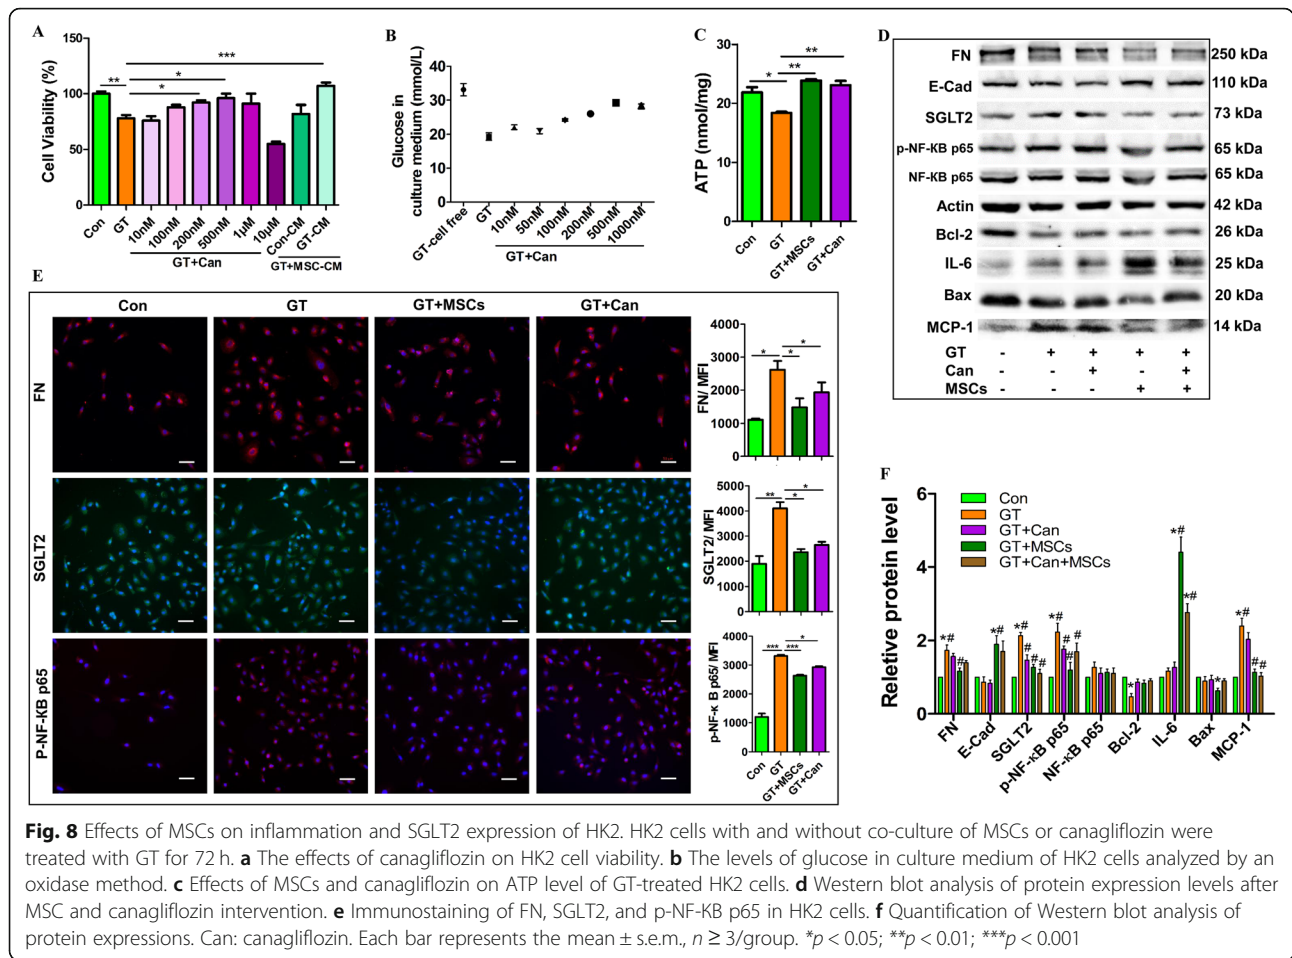 A
Cell Viability (%)
150
100
50
0
**
*
*
***
Con
GT
10nM
100nM
200nM
500nM
1µM
10µM
Con-CM
GT-CM
GT+Can
GT+MSC-CM
B
Glucose in
culture medium (mmol/L)
60
40
20
0
GT-cell free
GT
10nM
50nM
100nM
200nM
500nM
1000nM
GT+Can
C
ATP (nmol/mg)
30
20
10
0
*
**
**
Con
GT
GT+MSCs
GT+Can
D
FN 250 kDa
E-Cad 110 kDa
SGLT2 73 kDa
p-NF-KB p65 65 kDa
NF-KB p65 65 kDa
Actin 42 kDa
Bcl-2 26 kDa
IL-6 25 kDa
Bax 20 kDa
MCP-1 14 kDa
GT - + + + +
Can - - + - +
MSCs - - - + +
E
Con GT GT+MSCs GT+Can
FN
SGLT2
P-NF-KB p65
FN/ MFI
4000
3000
2000
1000
0
* * *
SGLT2/ MFI
5000
4000
3000
2000
1000
0
** * *
p-NF-κ B p65/ MFI
4000
3000
2000
1000
0
*** *** *
Con
GT
GT+MSCs
GT+Can
F
Reletive protein level
6
4
2
0
Con
GT
GT+Can
GT+MSCs
GT+Can+MSCs
*# #
*#
*# # # #
*# # # #
*
*# *#
*
*# # #
FN
E-Cad
SGLT2
p-NF-κB p65
NF-κB p65
Bcl-2
IL-6
Bax
MCP-1
Fig. 8 Effects of MSCs on inflammation and SGLT2 expression of HK2. HK2 cells with and without co-culture of MSCs or canagliflozin were
treated with GT for 72 h. a The effects of canagliflozin on HK2 cell viability. b The levels of glucose in culture medium of HK2 cells analyzed by an
oxidase method. c Effects of MSCs and canagliflozin on ATP level of GT-treated HK2 cells. d Western blot analysis of protein expression levels after
MSC and canagliflozin intervention. e Immunostaining of FN, SGLT2, and p-NF-KB p65 in HK2 cells. f Quantification of Western blot analysis of
protein expressions. Can: canagliflozin. Each bar represents the mean ± s.e.m., n ≥ 3/group. *p < 0.05; **p < 0.01; ***p < 0.001